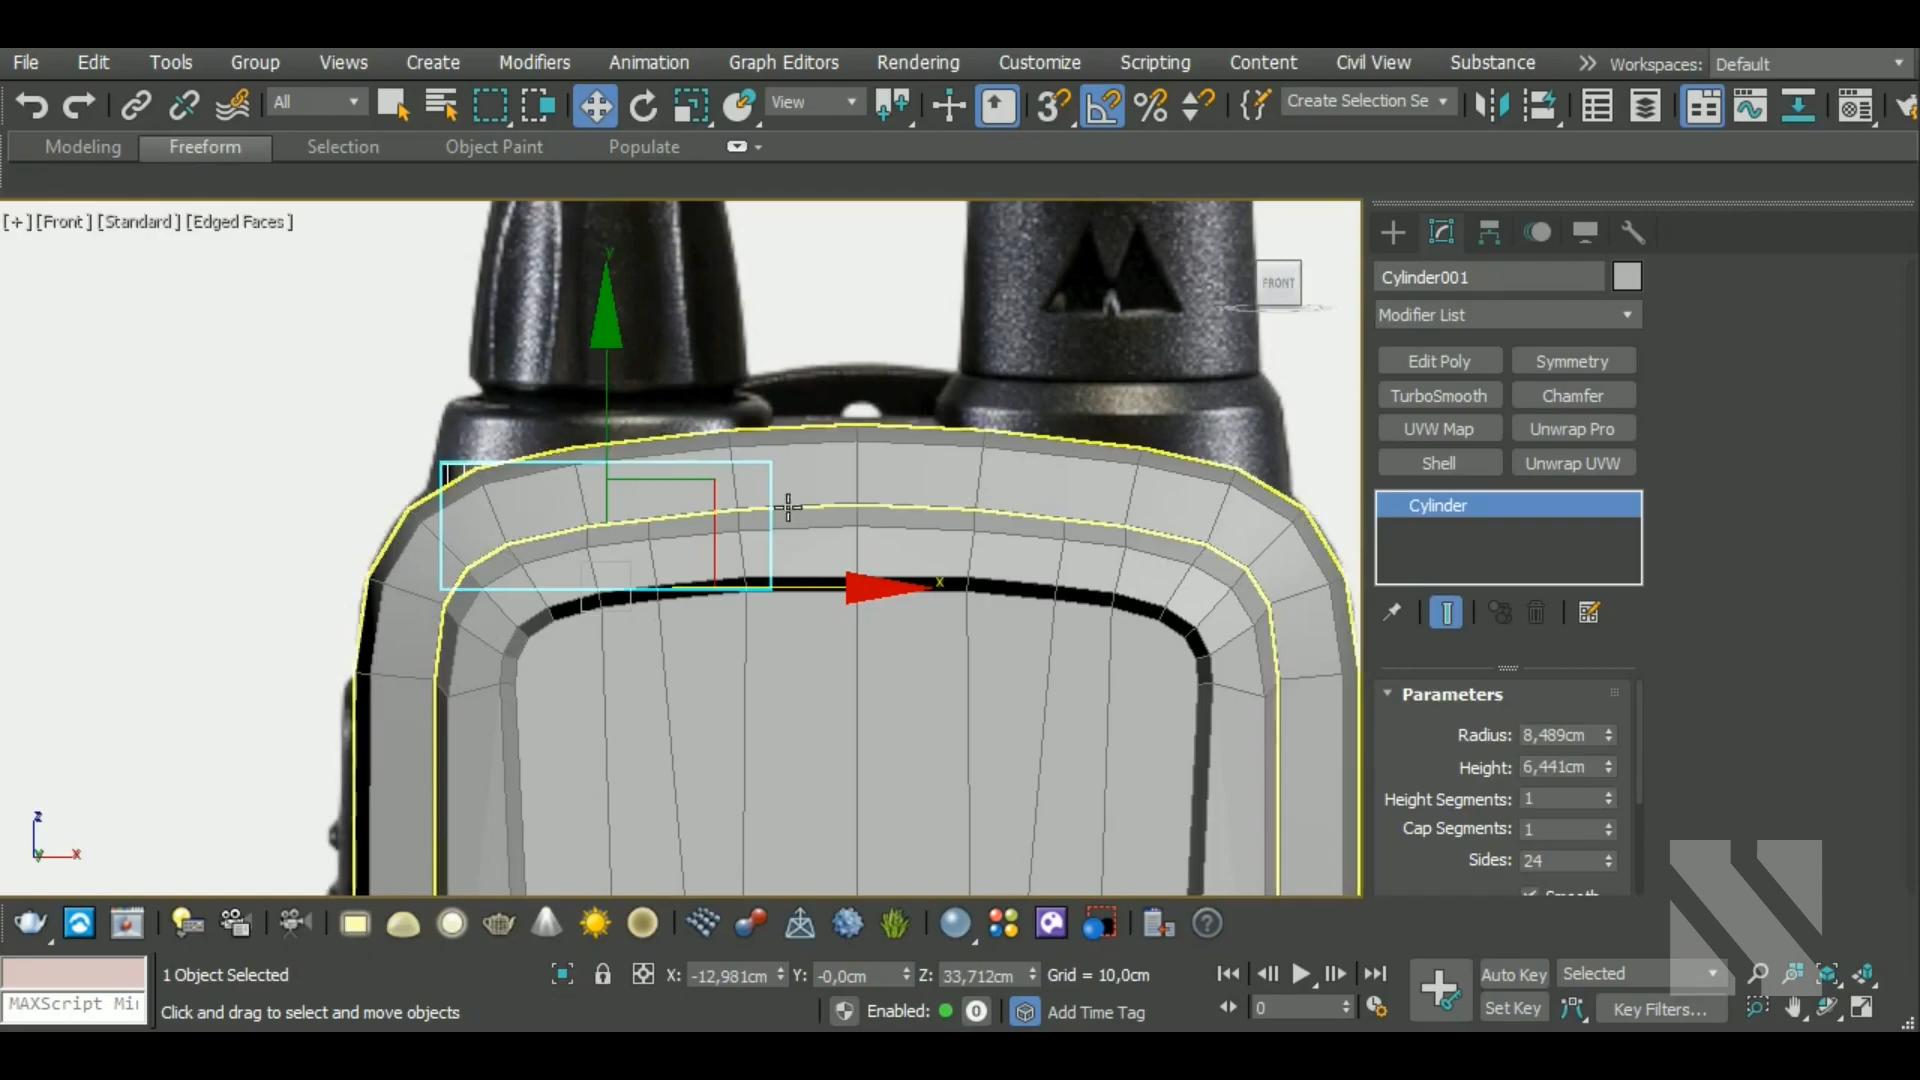 File Edit Tools Group Views Create Modifiers Animation Graph Editors Rendering Customize Scripting Content Civil View Substance Workspaces: Default
All View 3 Create Selection Se
Modeling Freeform Selection Object Paint Populate
[+] [Front] [Standard] [Edged Faces]
y
FRONT
x
z
y x
Cylinder001
Modifier List
Edit Poly Symmetry
TurboSmooth Chamfer
UVW Map Unwrap Pro
Shell Unwrap UVW
Cylinder
Parameters
Radius: 8,489cm
Height: 6,441cm
Height Segments: 1
Cap Segments: 1
Sides: 24
Smooth
1 Object Selected X: -12,981cm Y: -0,0cm Z: 33,712cm Grid = 10,0cm Auto Key Selected
MAXScript Mi
Click and drag to select and move objects Enabled: 0 Add Time Tag 0 Set Key Key Filters...